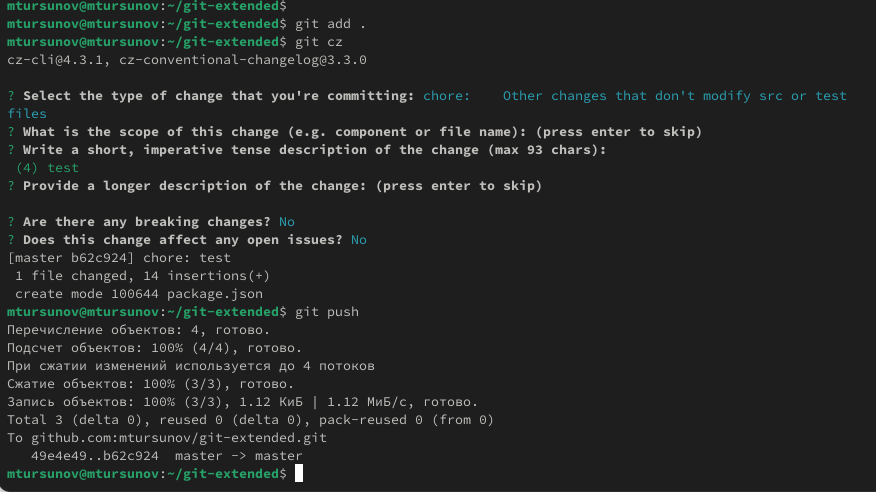 mtursunov@mtursunov:~/git-extended$
mtursunov@mtursunov:~/git-extended$ git add .
mtursunov@mtursunov:~/git-extended$ git cz
cz-cli@4.3.1, cz-conventional-changelog@3.3.0
? Select the type of change that you're committing: chore:    Other changes that don't modify src or test
files
? What is the scope of this change (e.g. component or file name): (press enter to skip)
? Write a short, imperative tense description of the change (max 93 chars):
 (4) test
? Provide a longer description of the change: (press enter to skip)
? Are there any breaking changes? No
? Does this change affect any open issues? No
[master b62c924] chore: test
 1 file changed, 14 insertions(+)
 create mode 100644 package.json
mtursunov@mtursunov:~/git-extended$ git push
Перечисление объектов: 4, готово.
Подсчет объектов: 100% (4/4), готово.
При сжатии изменений используется до 4 потоков
Сжатие объектов: 100% (3/3), готово.
Запись объектов: 100% (3/3), 1.12 КиБ | 1.12 МиБ/с, готово.
Total 3 (delta 0), reused 0 (delta 0), pack-reused 0 (from 0)
To github.com:mtursunov/git-extended.git
   49e4e49..b62c924  master -> master
mtursunov@mtursunov:~/git-extended$